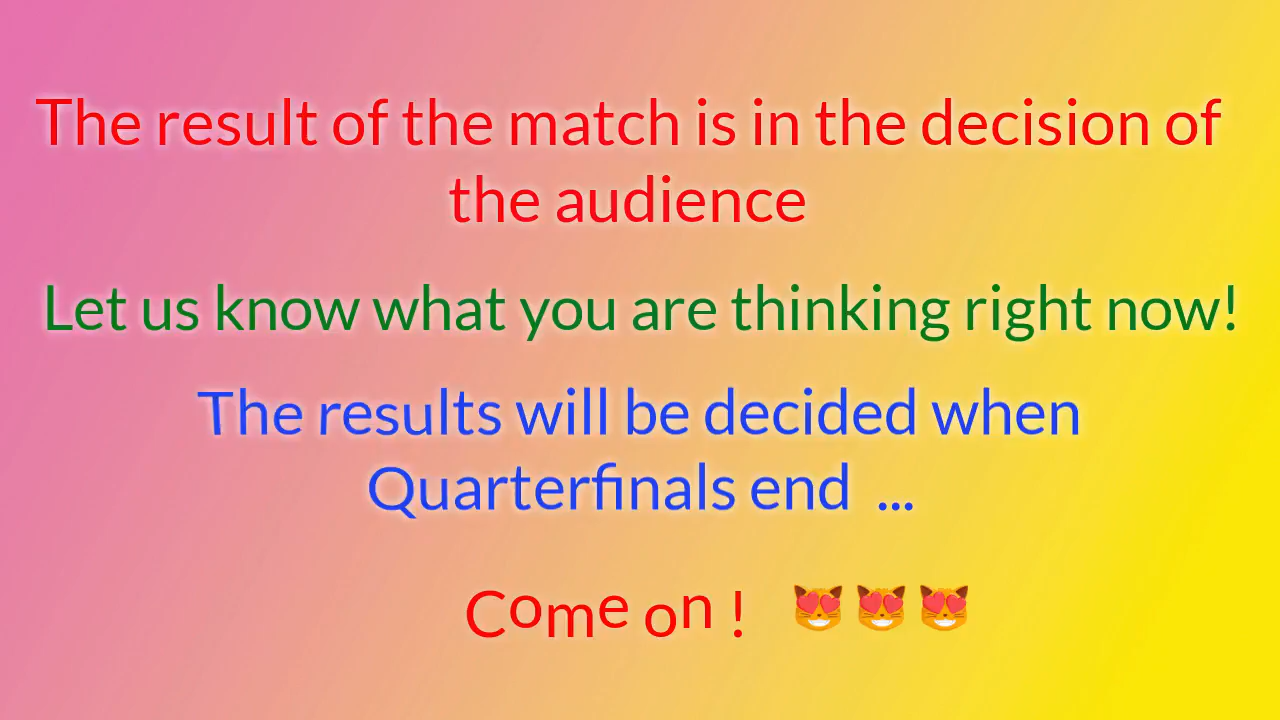 The result of the match is in the decision of
the audience
Let us know what you are thinking right now!
The results will be decided when
Quarterfinals end ...
Come on ! 😻😻😻